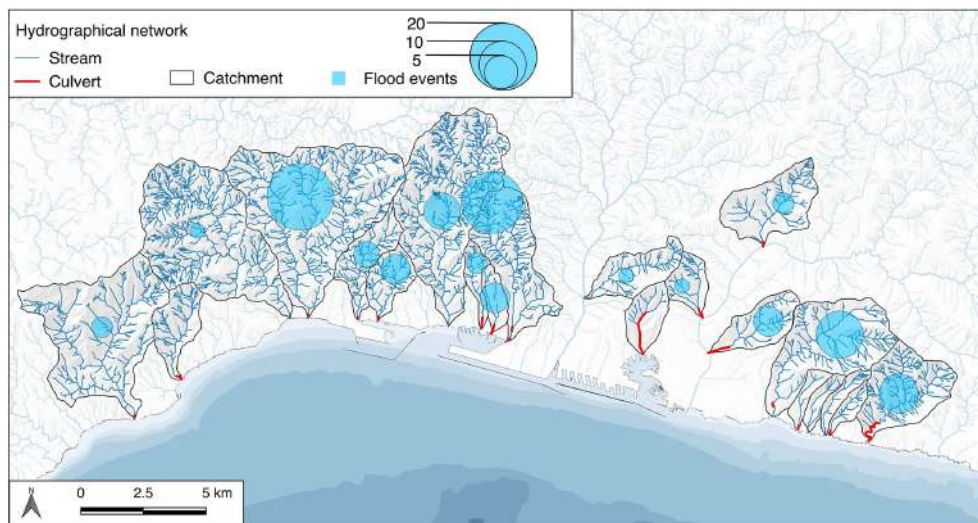 Hydrographical network
Stream
Culvert
Catchment
Flood events
20
10
5
N
0 2.5 5 km